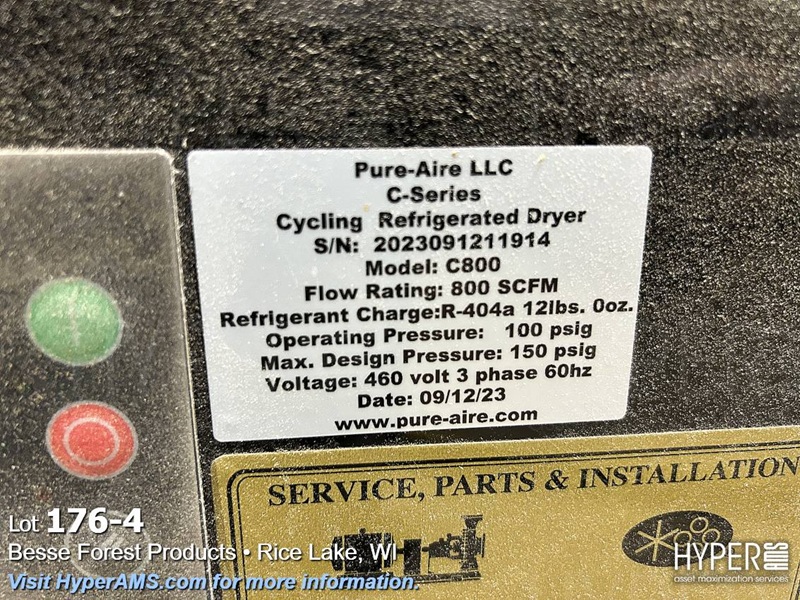 Pure-Aire LLC
C-Series
Cycling Refrigerated Dryer
S/N: 2023091211914
Model: C800
Flow Rating: 800 SCFM
Refrigerant Charge:R-404a 12lbs. 0oz.
Operating Pressure: 100 psig
Max. Design Pressure: 150 psig
Voltage: 460 volt 3 phase 60hz
Date: 09/12/23
www.pure-aire.com
SERVICE, PARTS & INSTALLATION
Lot 176-4
Besse Forest Products • Rice Lake, WI
Visit HyperAMS.com for more information.
HYPER AMS
asset maximization services